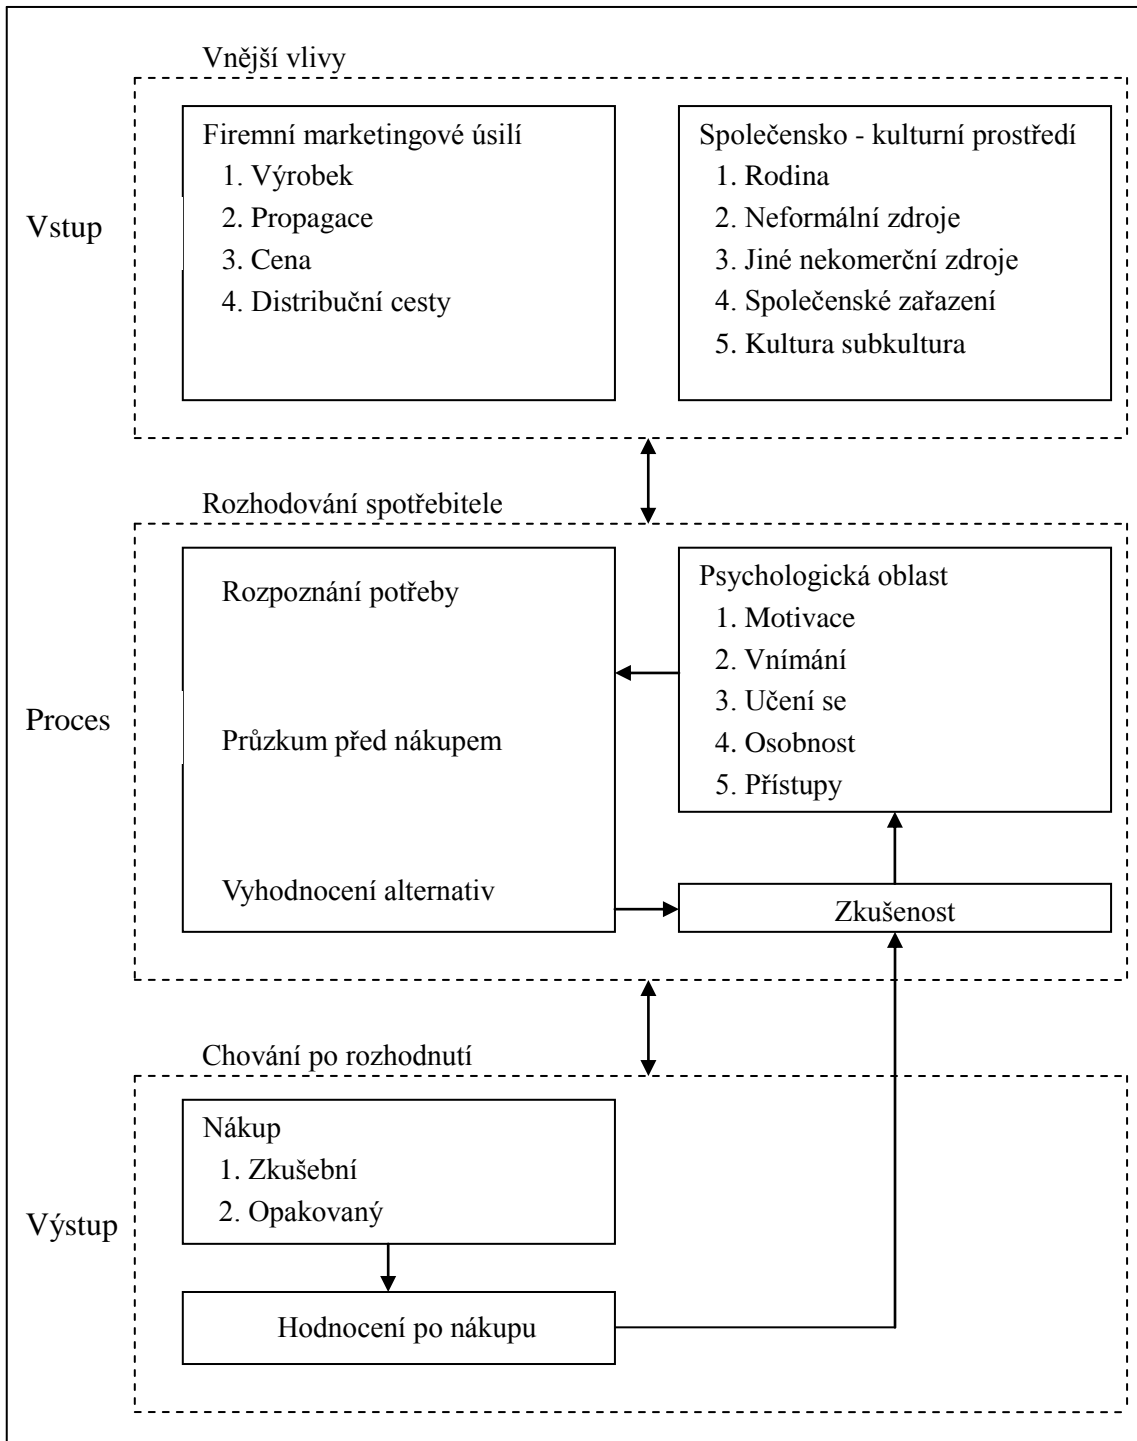 Vnější vlivy
Firemní marketingové úsilí
1. Výrobek
2. Propagace
3. Cena
4. Distribuční cesty
Společensko - kulturní prostředí
1. Rodina
2. Neformální zdroje
3. Jiné nekomerční zdroje
4. Společenské zařazení
5. Kultura subkultura
Vstup
Rozhodování spotřebitele
Rozpoznání potřeby
Průzkum před nákupem
Vyhodnocení alternativ
Psychologická oblast
1. Motivace
2. Vnímání
3. Učení se
4. Osobnost
5. Přístupy
Zkušenost
Proces
Chování po rozhodnutí
Nákup
1. Zkušební
2. Opakovaný
Hodnocení po nákupu
Výstup